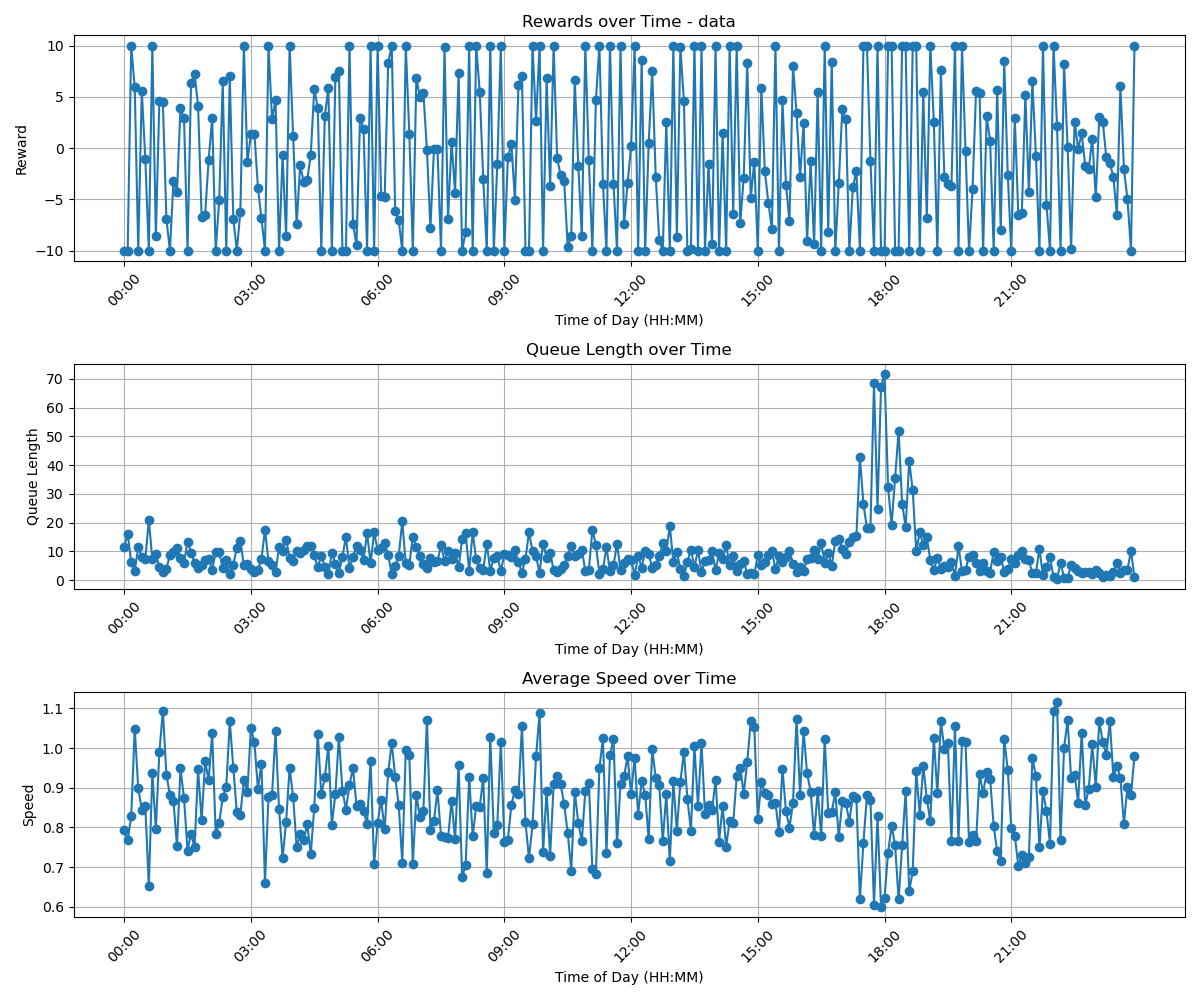 Rewards over Time - data
10
5
0
−5
−10
Reward
00:00 03:00 06:00 09:00 12:00 15:00 18:00 21:00
Time of Day (HH:MM)
Queue Length over Time
70
60
50
40
30
20
10
0
Queue Length
00:00 03:00 06:00 09:00 12:00 15:00 18:00 21:00
Time of Day (HH:MM)
Average Speed over Time
1.1
1.0
0.9
0.8
0.7
0.6
Speed
00:00 03:00 06:00 09:00 12:00 15:00 18:00 21:00
Time of Day (HH:MM)